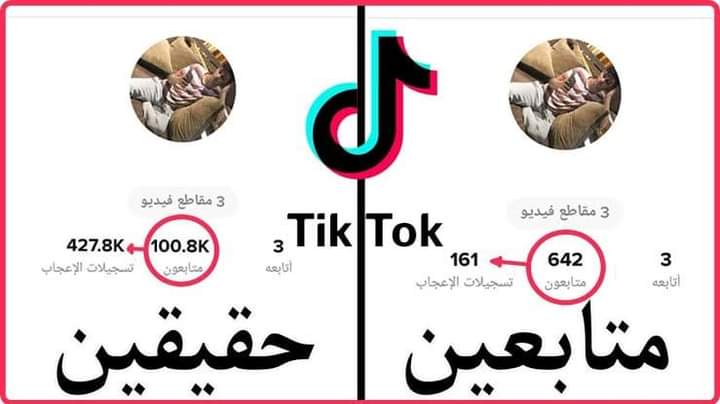 3 مقاطع فيديو
3 مقاطع فيديو
Tik Tok
3 642 161
أتابعه متابعون تسجيلات الإعجاب
3 100.8K 427.8K
أتابعه متابعون تسجيلات الإعجاب
متابعين حقيقين